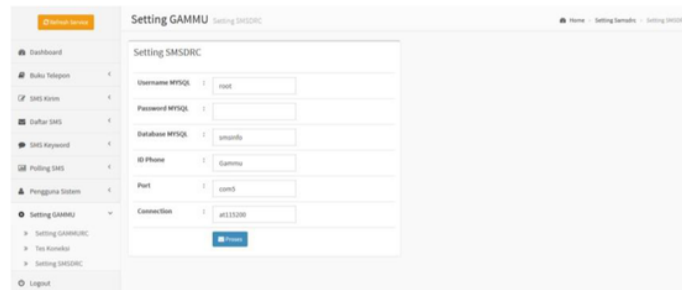 Refresh Service
Setting GAMMU Setting SMSDRC
Home - Setting Samsdrc - Setting SMSDR
Dashboard
Buku Telepon
SMS Kirim
Daftar SMS
SMS Keyword
Polling SMS
Pengguna Sistem
Setting GAMMU
Setting GAMMURC
Tes Koneksi
Setting SMSDRC
Logout
Setting SMSDRC
Username MYSQL : root
Password MYSQL :
Database MYSQL : smsinfo
ID Phone : Gammu
Port : com5
Connection : at115200
Proses